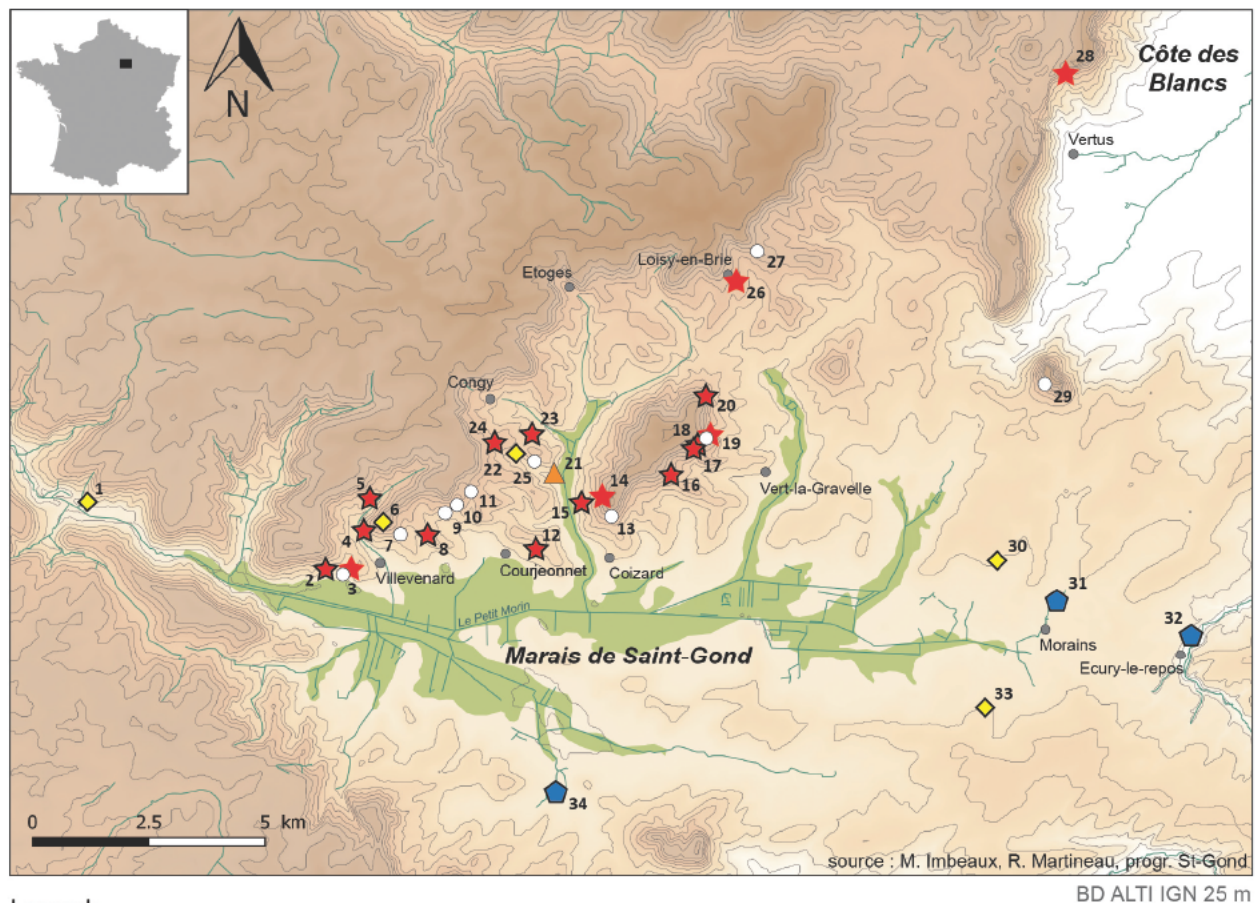 N
Côte des
Blancs
28
Vertus
Loisy-en-Brie
27
26
Etoges
29
Congy
20
23
24
18
19
22
25
21
17
16
14
15
13
Vert-la-Gravelle
1
5
6
11
10
9
4
7
8
12
2
3
Villevenard
Courjeonnet
Coizard
Le Petit Morin
30
31
32
Morains
Ecury-le-repos
Marais de Saint-Gond
33
34
0 2.5 5 km
source : M. Imbeaux, R. Martineau, progr. St-Gond
BD ALTI IGN 25 m